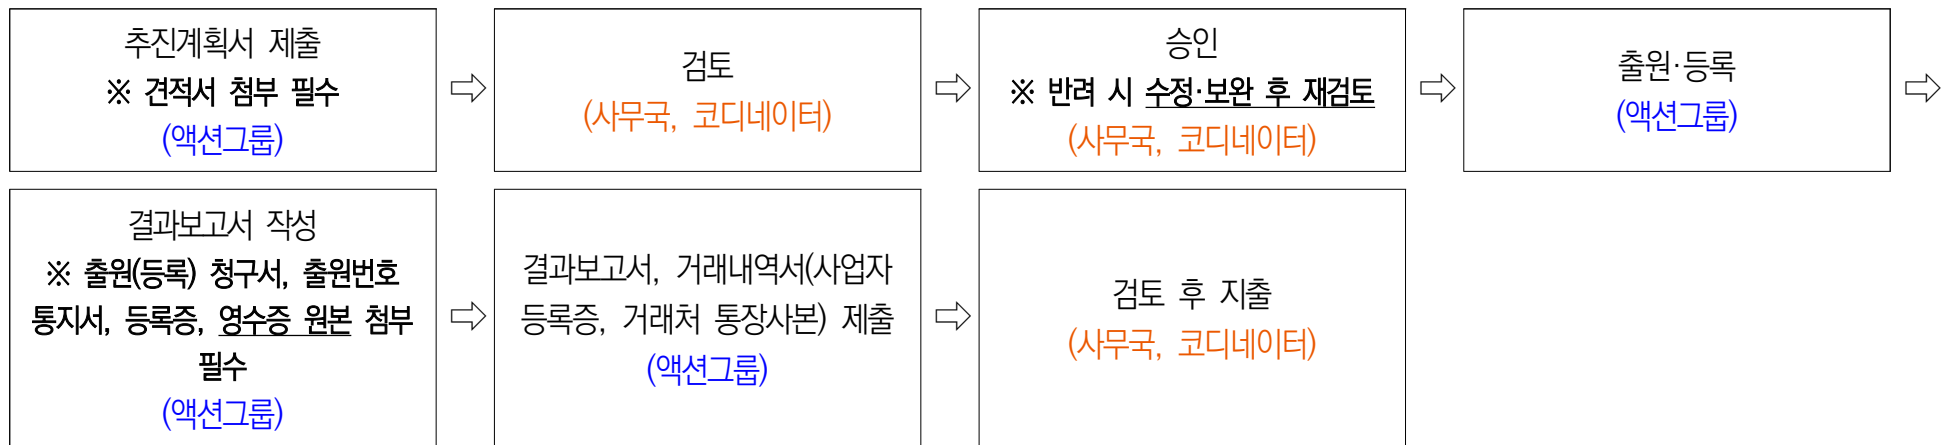 추진계획서 제출
※ 견적서 첨부 필수
(액션그룹)
⇨
검토
(사무국, 코디네이터)
⇨
승인
※ 반려 시 수정·보완 후 재검토
(사무국, 코디네이터)
⇨
출원·등록
(액션그룹)
⇨
결과보고서 작성
※ 출원(등록) 청구서, 출원번호
통지서, 등록증, 영수증 원본 첨부
필수
(액션그룹)
⇨
결과보고서, 거래내역서(사업자
등록증, 거래처 통장사본) 제출
(액션그룹)
⇨
검토 후 지출
(사무국, 코디네이터)